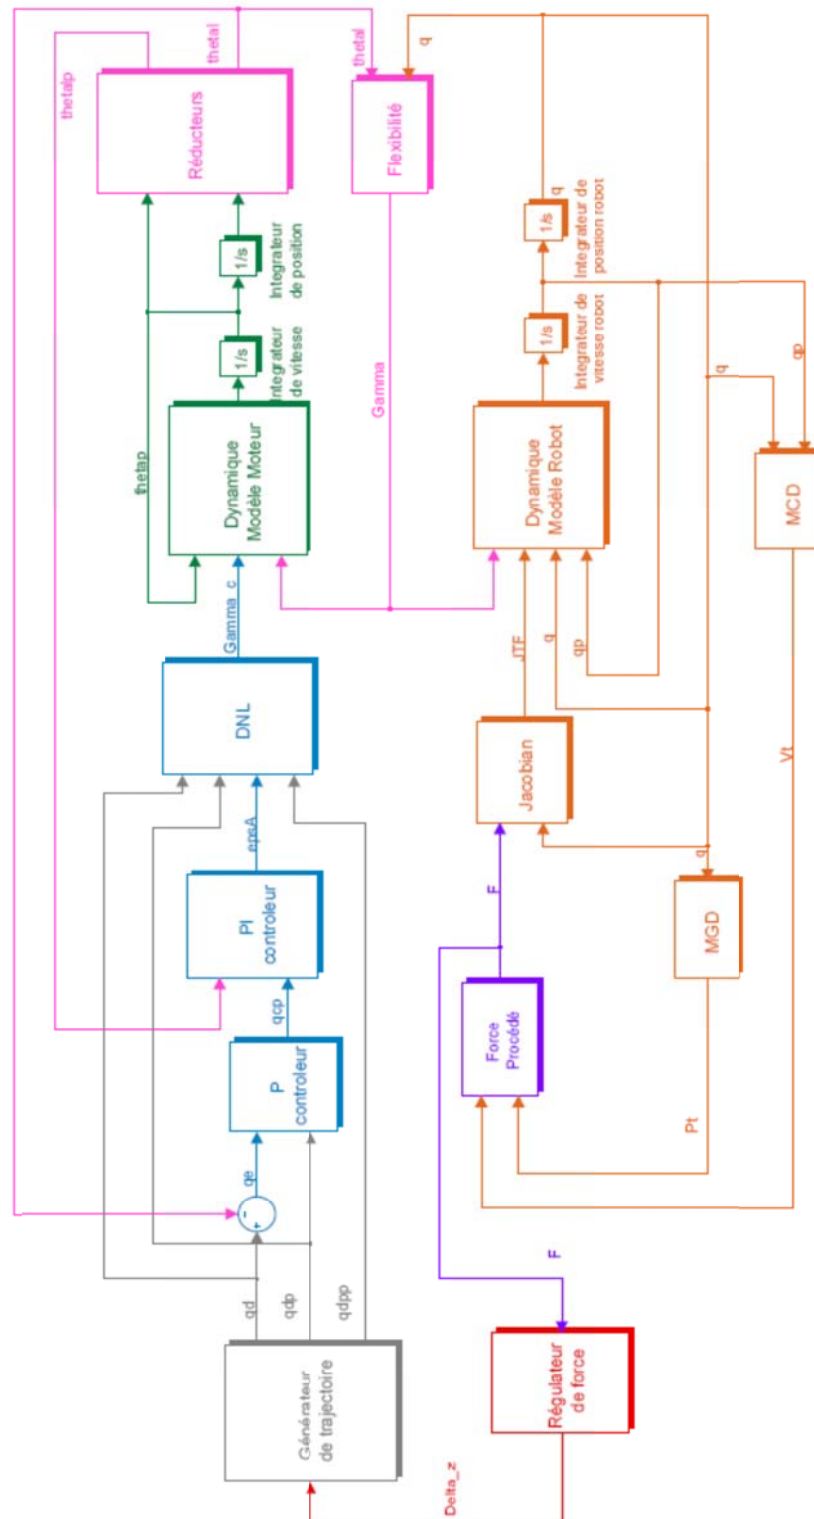 Générateur
de trajectoire
qd
qdp
qdpp
qe
P
controleur
qcp
PI
controleur
epsA
DNL
Gamma_c
thetap
Dynamique
Modèle Moteur
1/s
Integrateur
de vitesse
1/s
Integrateur
de position
Réducteurs
thetalp
thetal
thetal
Flexibilité
q
Gamma
Delta_z
Régulateur
de force
F
Force
Procédé
F
Jacobian
JTF
q
qp
Dynamique
Modèle Robot
1/s
Integrateur de
vitesse robot
1/s
q
Integrateur de
position robot
Pt
MGD
q
Vt
MCD
q
qp